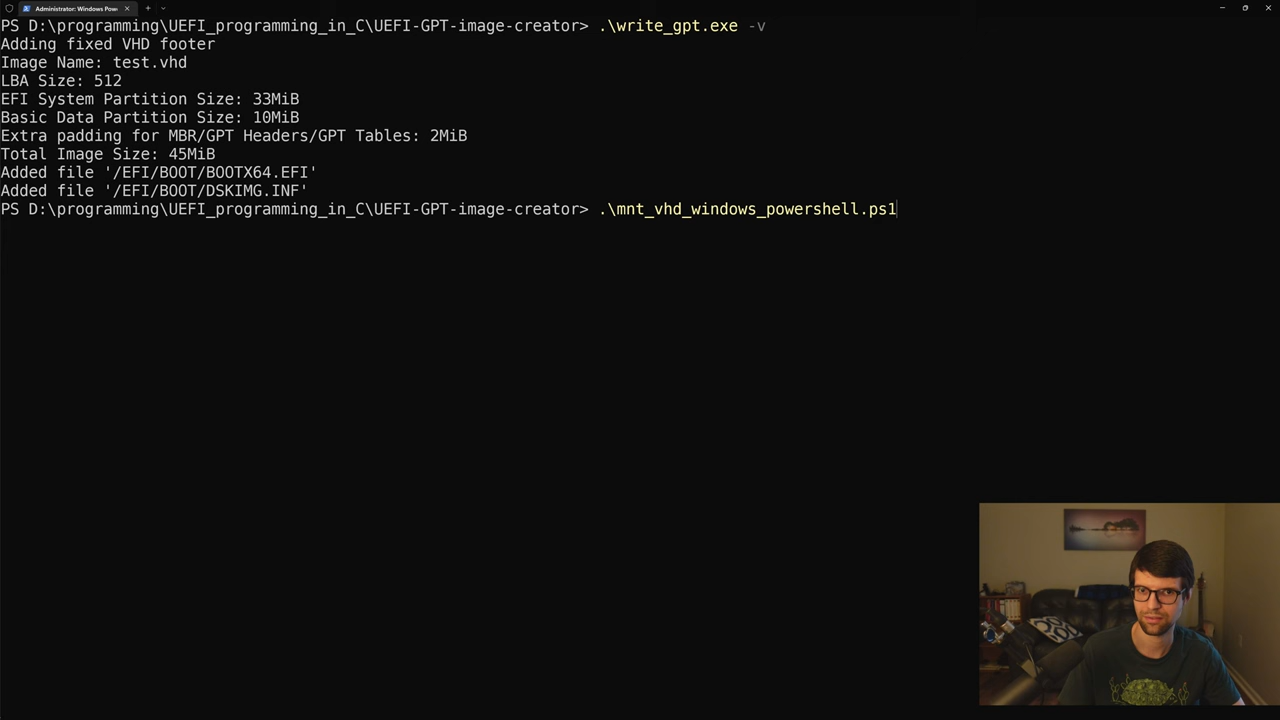 Administrator: Windows Pow
PS D:\programming\UEFI_programming_in_C\UEFI-GPT-image-creator> .\write_gpt.exe -v
Adding fixed VHD footer
Image Name: test.vhd
LBA Size: 512
EFI System Partition Size: 33MiB
Basic Data Partition Size: 10MiB
Extra padding for MBR/GPT Headers/GPT Tables: 2MiB
Total Image Size: 45MiB
Added file '/EFI/BOOT/BOOTX64.EFI'
Added file '/EFI/BOOT/DSKIMG.INF'
PS D:\programming\UEFI_programming_in_C\UEFI-GPT-image-creator> .\mnt_vhd_windows_powershell.ps1